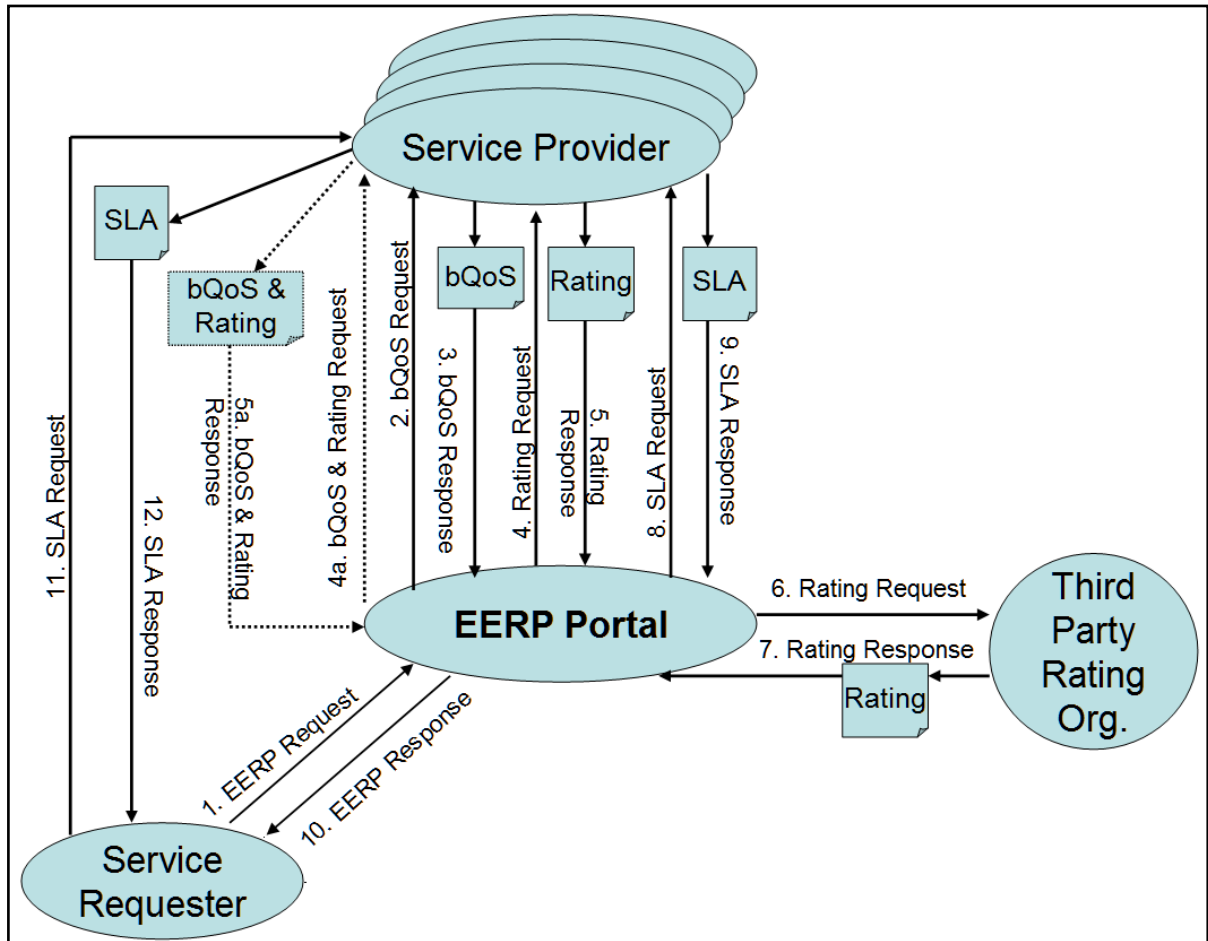 Service Provider
SLA
bQoS &
Rating
bQoS
Rating
SLA
11. SLA Request
12. SLA Response
5a. bQoS & Rating
Response
4a. bQoS & Rating Request
2. bQoS Request
3. bQoS Response
4. Rating Request
5. Rating
Response
8. SLA Request
9. SLA Response
EERP Portal
6. Rating Request
7. Rating Response
Rating
Third
Party
Rating
Org.
1. EERP Request
10. EERP Response
Service
Requester